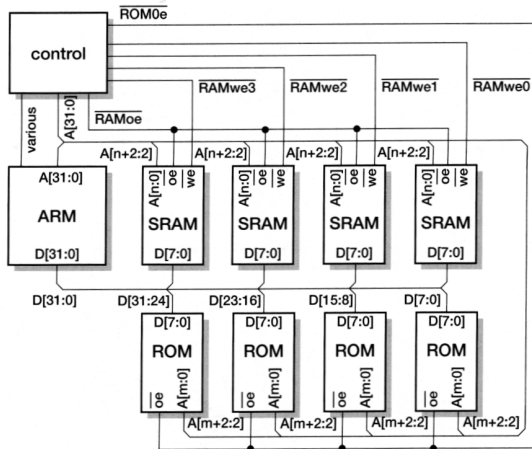 ROM0e
control
RAMwe3
RAMwe2
RAMwe1
RAMwe0
various
A[31:0]
RAMoe
A[n+2:2]
A[n+2:2]
A[n+2:2]
A[n+2:2]
A[31:0]
ARM
D[31:0]
A[n:0]
oe
we
SRAM
D[7:0]
A[n:0]
oe
we
SRAM
D[7:0]
A[n:0]
oe
we
SRAM
D[7:0]
A[n:0]
oe
we
SRAM
D[7:0]
D[31:0]
D[31:24]
D[23:16]
D[15:8]
D[7:0]
D[7:0]
ROM
oe
A[m:0]
D[7:0]
ROM
oe
A[m:0]
D[7:0]
ROM
oe
A[m:0]
D[7:0]
ROM
oe
A[m:0]
A[m+2:2]
A[m+2:2]
A[m+2:2]
A[m+2:2]